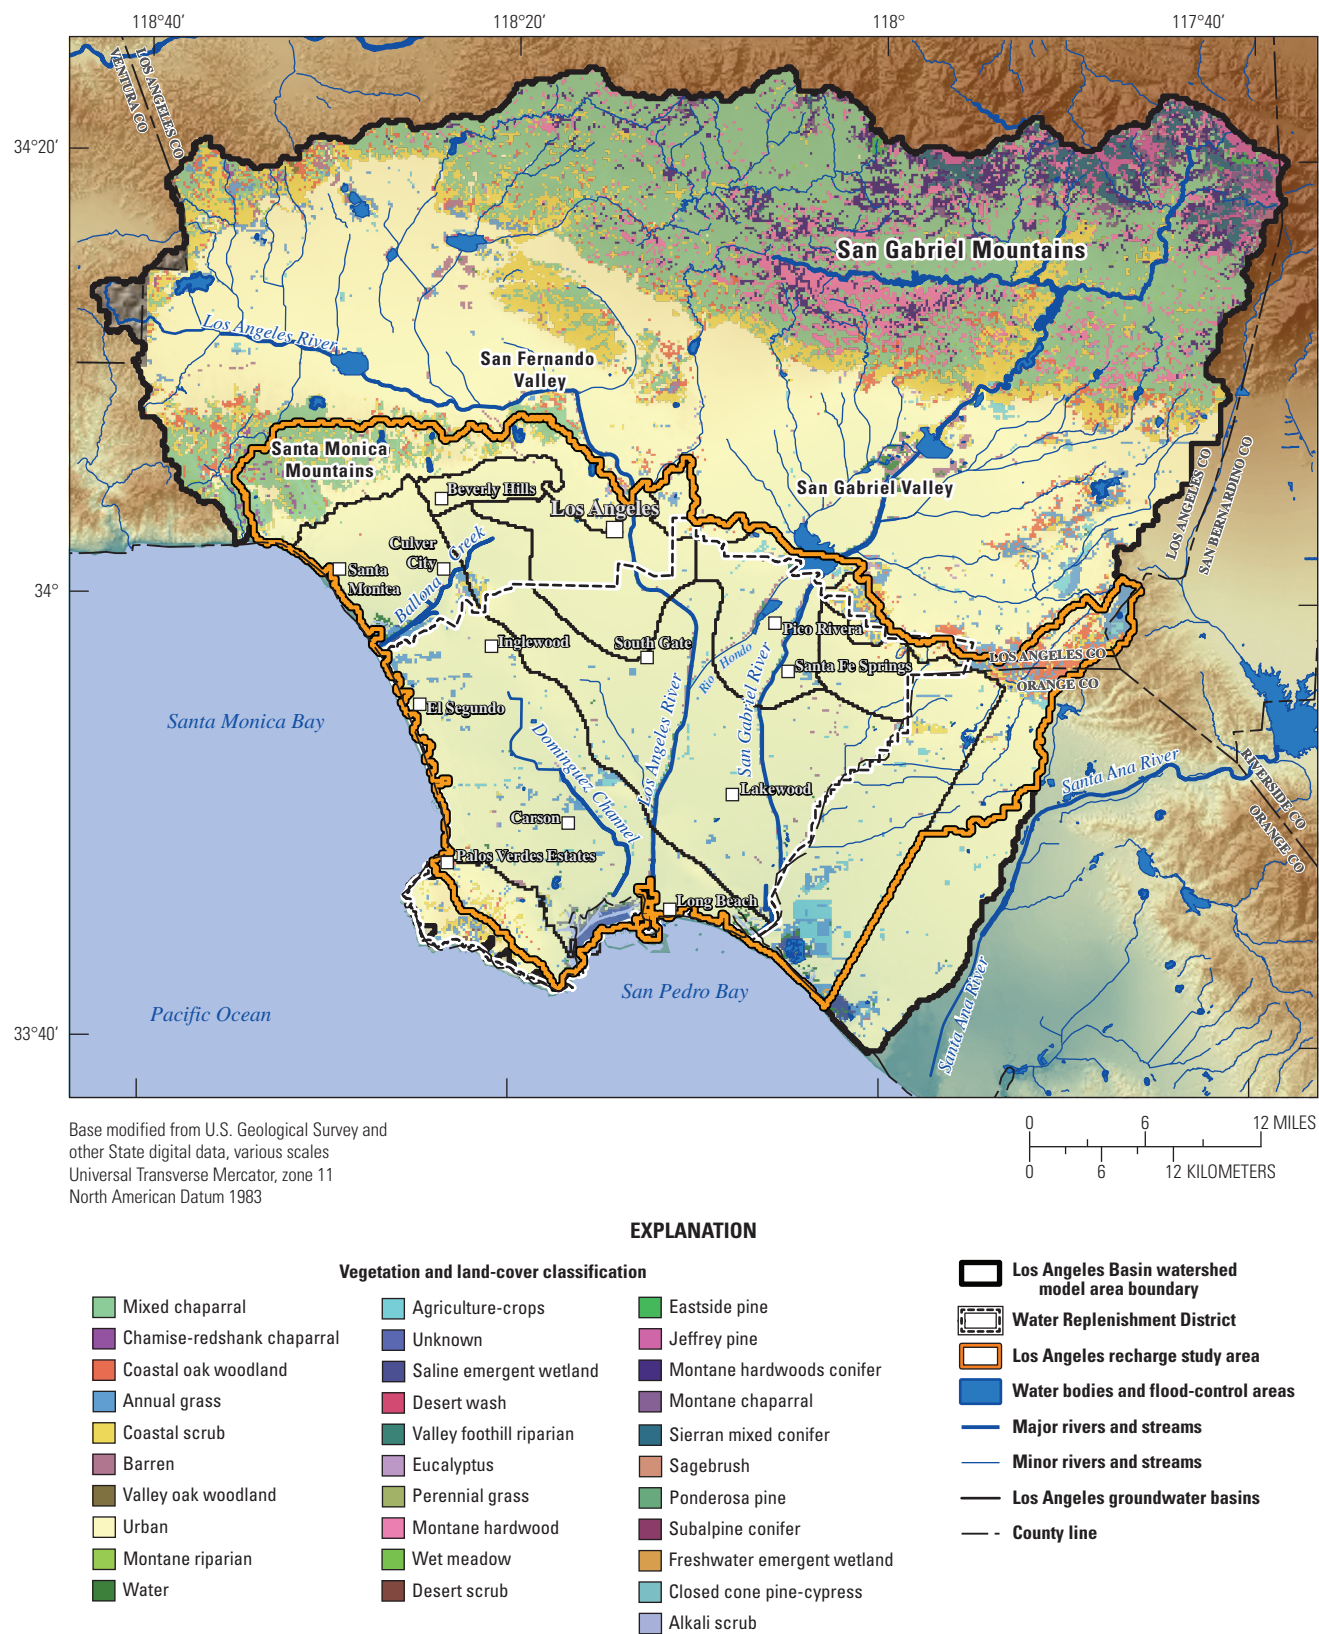 118°40′
118°20′
118°
117°40′
34°20′
34°
33°40′
LOS ANGELES CO
VENTURA CO
San Gabriel Mountains
Los Angeles River
San Fernando
Valley
Santa Monica
Mountains
San Gabriel Valley
Beverly Hills
Los Angeles
LOS ANGELES CO
SAN BERNARDINO CO
Culver
City
Ballona Creek
Santa
Monica
Inglewood
South Gate
Pico Rivera
Rio Hondo
Santa Fe Springs
LOS ANGELES CO
ORANGE CO
El Segundo
Santa Monica Bay
Dominguez Channel
Los Angeles River
San Gabriel River
Santa Ana River
RIVERSIDE CO
ORANGE CO
Lakewood
Carson
Palos Verdes Estates
Long Beach
San Pedro Bay
Pacific Ocean
Santa Ana River
Base modified from U.S. Geological Survey and
other State digital data, various scales
Universal Transverse Mercator, zone 11
North American Datum 1983
0 6 12 MILES
0 6 12 KILOMETERS
EXPLANATION
Vegetation and land-cover classification
Mixed chaparral
Chamise-redshank chaparral
Coastal oak woodland
Annual grass
Coastal scrub
Barren
Valley oak woodland
Urban
Montane riparian
Water
Agriculture-crops
Unknown
Saline emergent wetland
Desert wash
Valley foothill riparian
Eucalyptus
Perennial grass
Montane hardwood
Wet meadow
Desert scrub
Eastside pine
Jeffrey pine
Montane hardwoods conifer
Montane chaparral
Sierran mixed conifer
Sagebrush
Ponderosa pine
Subalpine conifer
Freshwater emergent wetland
Closed cone pine-cypress
Alkali scrub
Los Angeles Basin watershed
model area boundary
Water Replenishment District
Los Angeles recharge study area
Water bodies and flood-control areas
Major rivers and streams
Minor rivers and streams
Los Angeles groundwater basins
County line